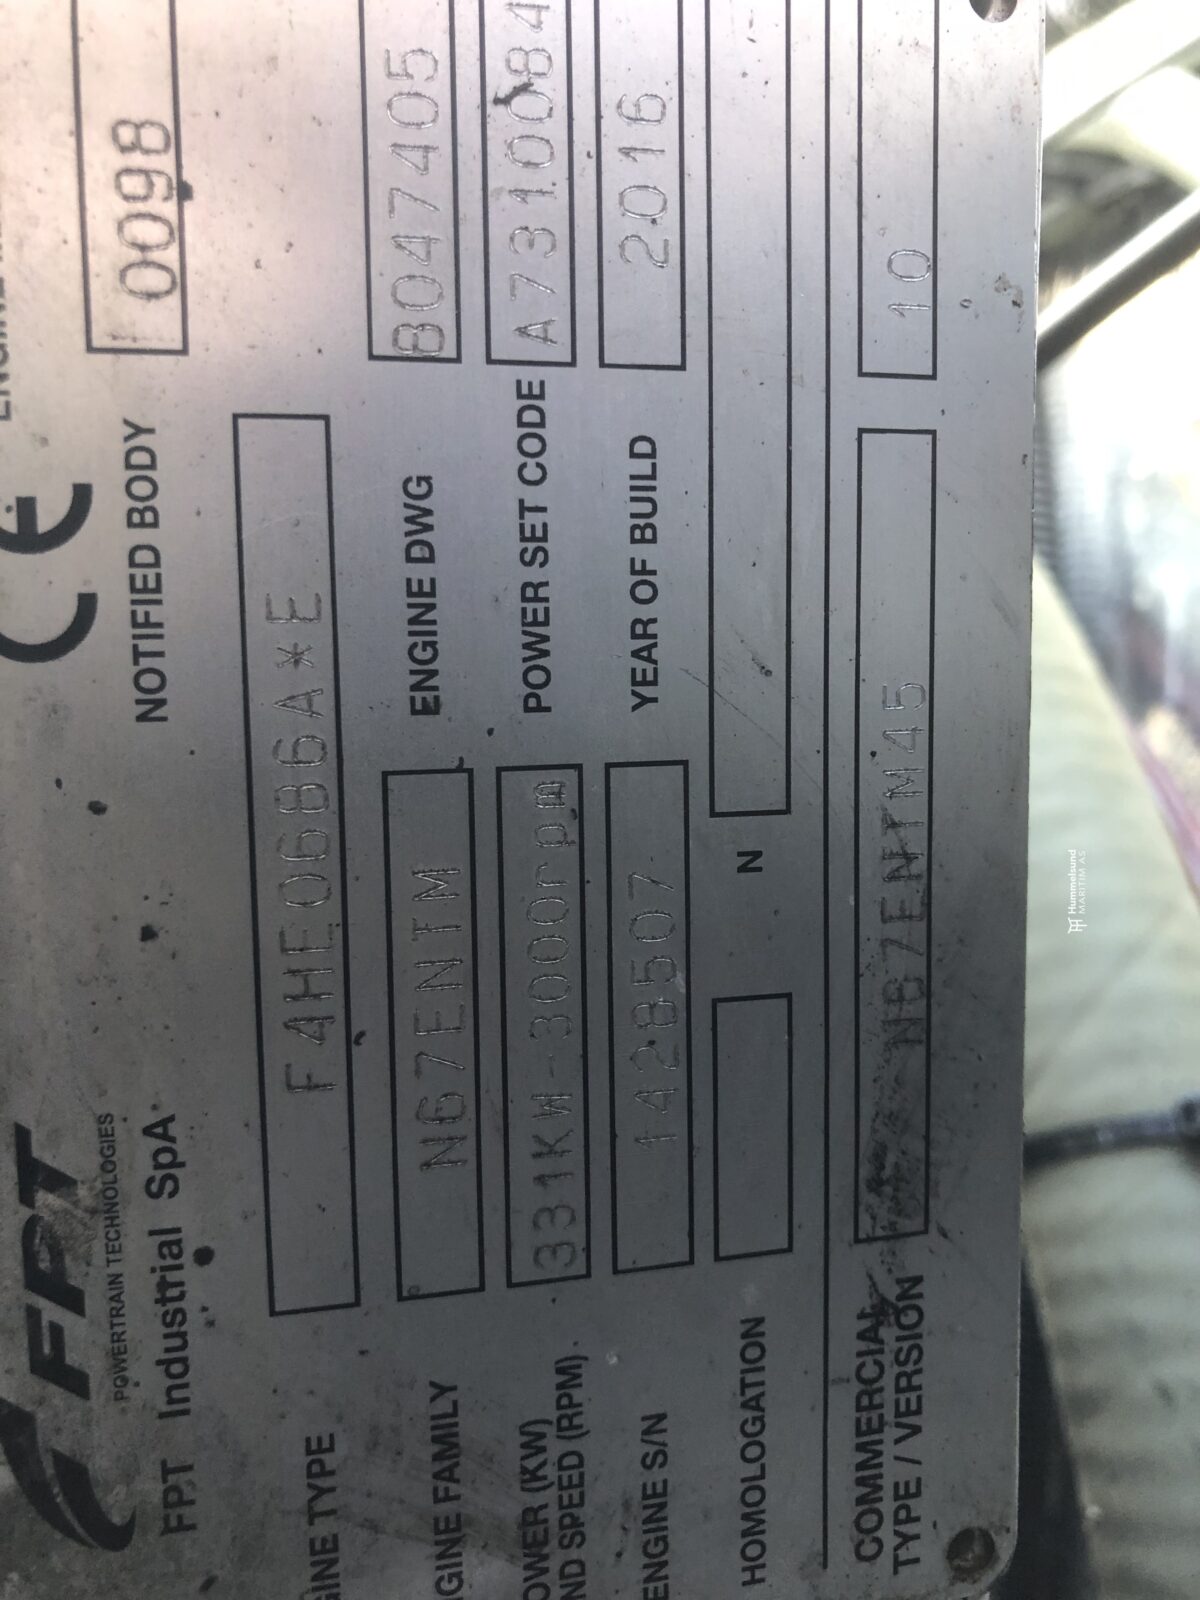 FPT
POWERTRAIN TECHNOLOGIES
FPT Industrial SpA
CE
NOTIFIED BODY 0098
GINE TYPE F4HE0686A*E
GINE FAMILY N67ENTM ENGINE DWG 8047405
OWER (KW)
ND SPEED (RPM) 331KW-3000rpm POWER SET CODE A7310084
ENGINE S/N 1428507 YEAR OF BUILD 2016
HOMOLOGATION N
COMMERCIAL
TYPE / VERSION N67ENTM45 10
Hummelsund
MARITIM AS